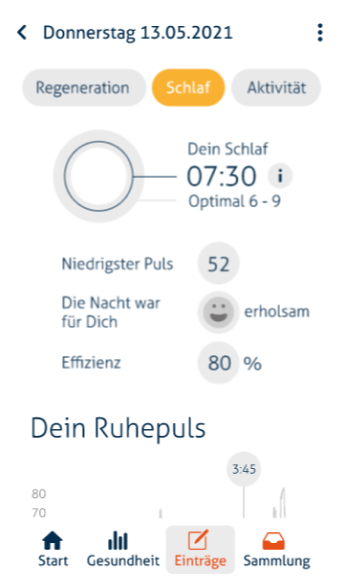 Donnerstag 13.05.2021
Regeneration Schlaf Aktivität
Dein Schlaf
07:30 i
Optimal 6 - 9
Niedrigster Puls 52
Die Nacht war
für Dich
erholsam
Effizienz 80 %
Dein Ruhepuls
3:45
80
70
Start Gesundheit Einträge Sammlung